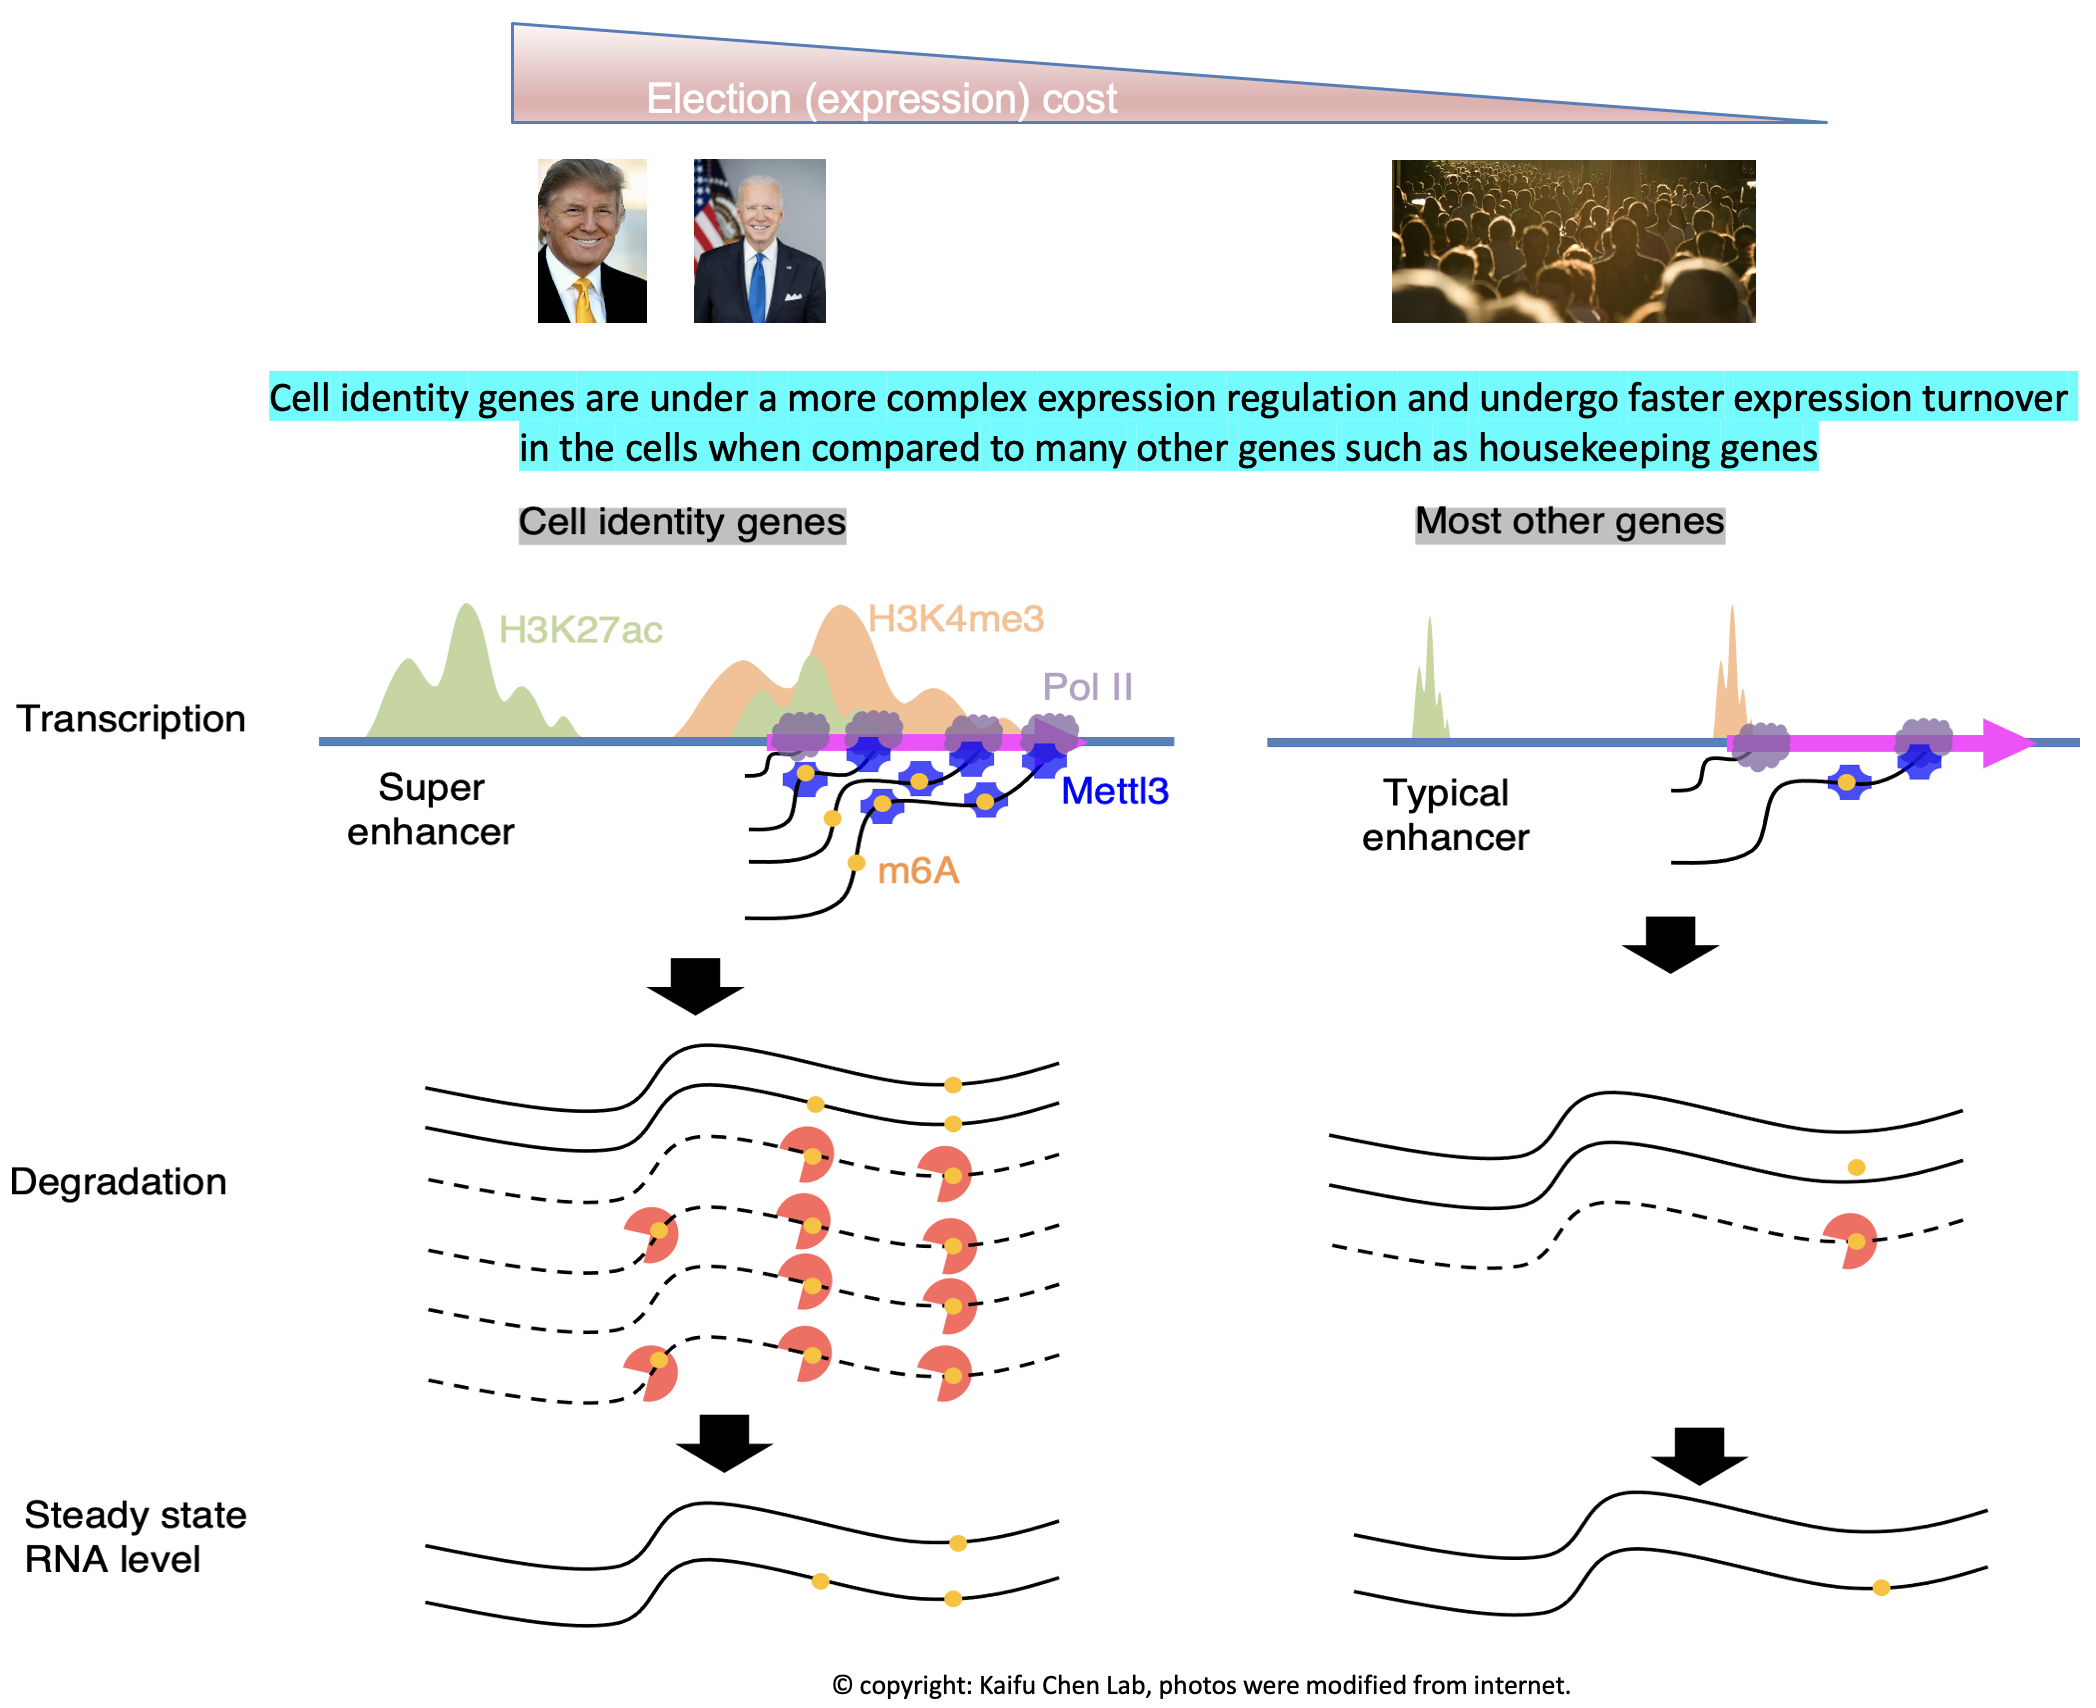 Election (expression) cost
Cell identity genes are under a more complex expression regulation and undergo faster expression turnover
in the cells when compared to many other genes such as housekeeping genes
Cell identity genes
Most other genes
H3K27ac
H3K4me3
Pol II
Transcription
Super
enhancer
Mettl3
m6A
Typical
enhancer
Degradation
Steady state
RNA level
© copyright: Kaifu Chen Lab, photos were modified from internet.